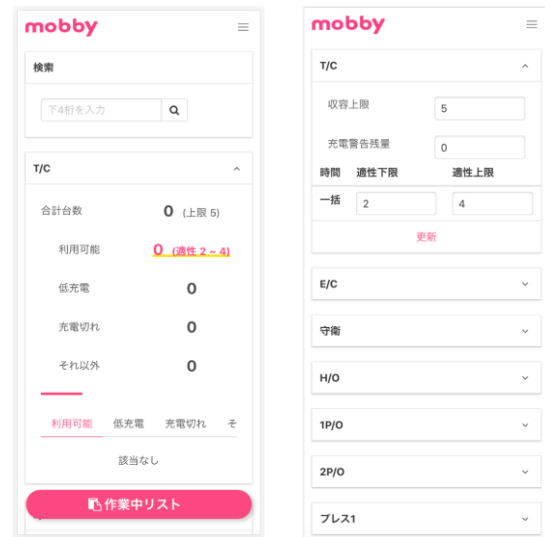 mobby
検索
下4桁を入力
T/C
合計台数 0 (上限 5)
利用可能 0 (適性 2 ~ 4)
低充電 0
充電切れ 0
それ以外 0
利用可能 低充電 充電切れ そ
該当なし
作業中リスト
mobby
T/C
収容上限 5
充電警告残量 0
時間 適性下限 適性上限
一括 2 4
更新
E/C
守衛
H/O
1P/O
2P/O
プレス1